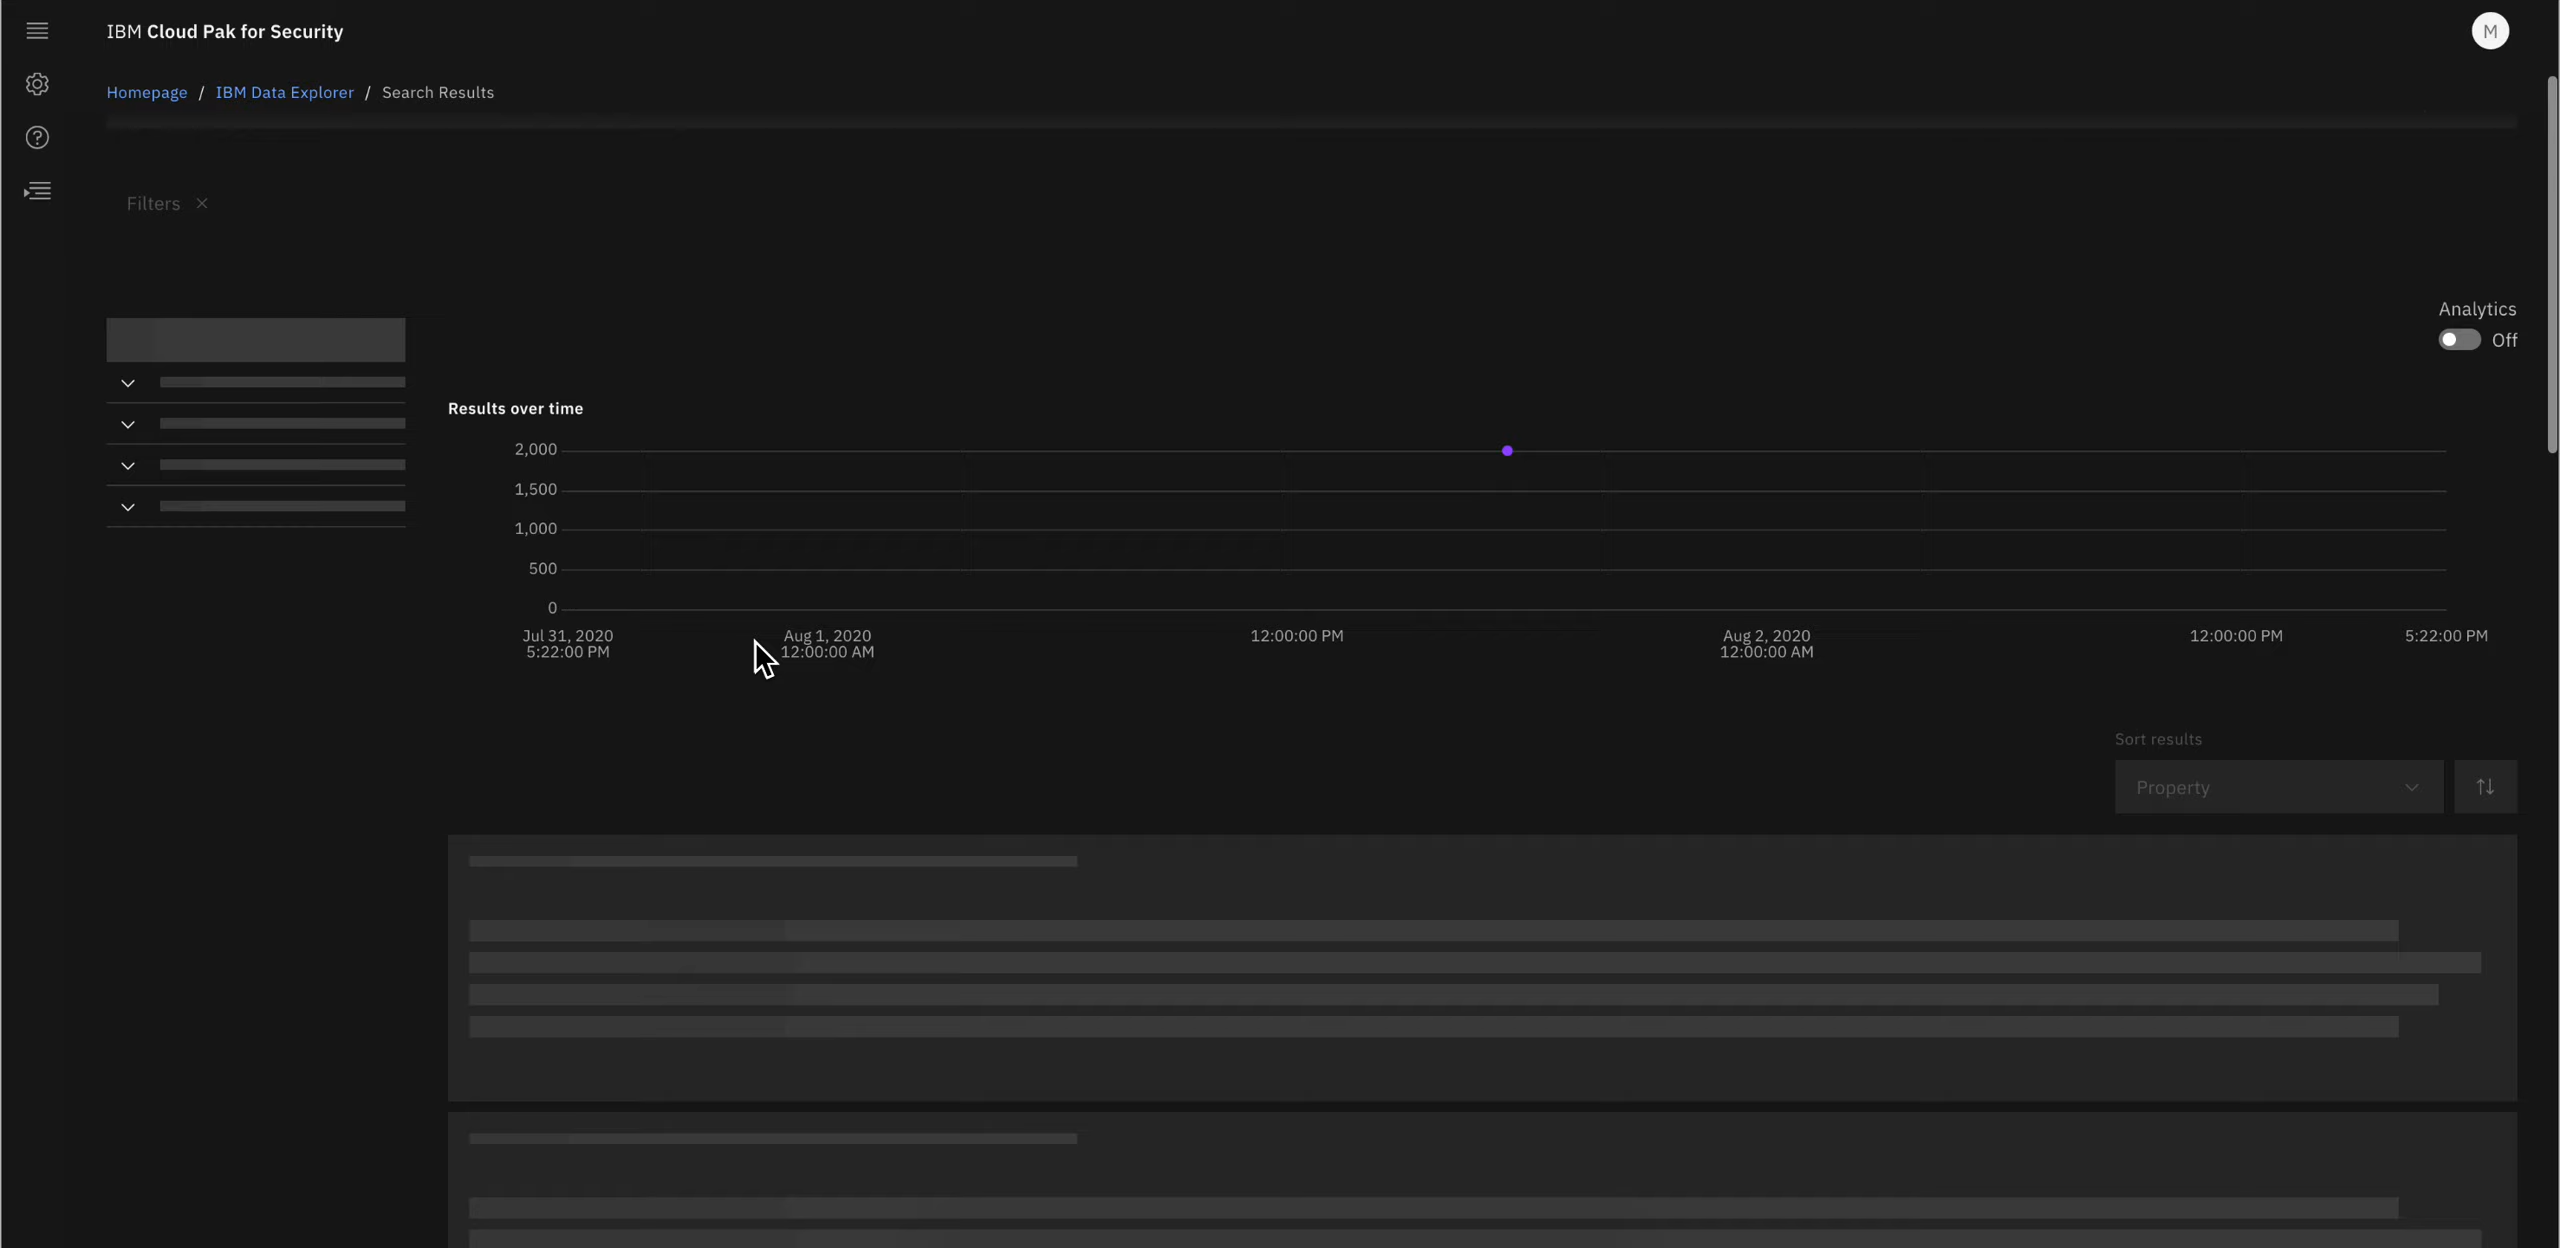 IBM Cloud Pak for Security
M
Homepage / IBM Data Explorer / Search Results
Filters
Analytics
Off
Results over time
2,000
1,500
1,000
500
0
Jul 31, 2020
5:22:00 PM
Aug 1, 2020
12:00:00 AM
12:00:00 PM
Aug 2, 2020
12:00:00 AM
12:00:00 PM
5:22:00 PM
Sort results
Property